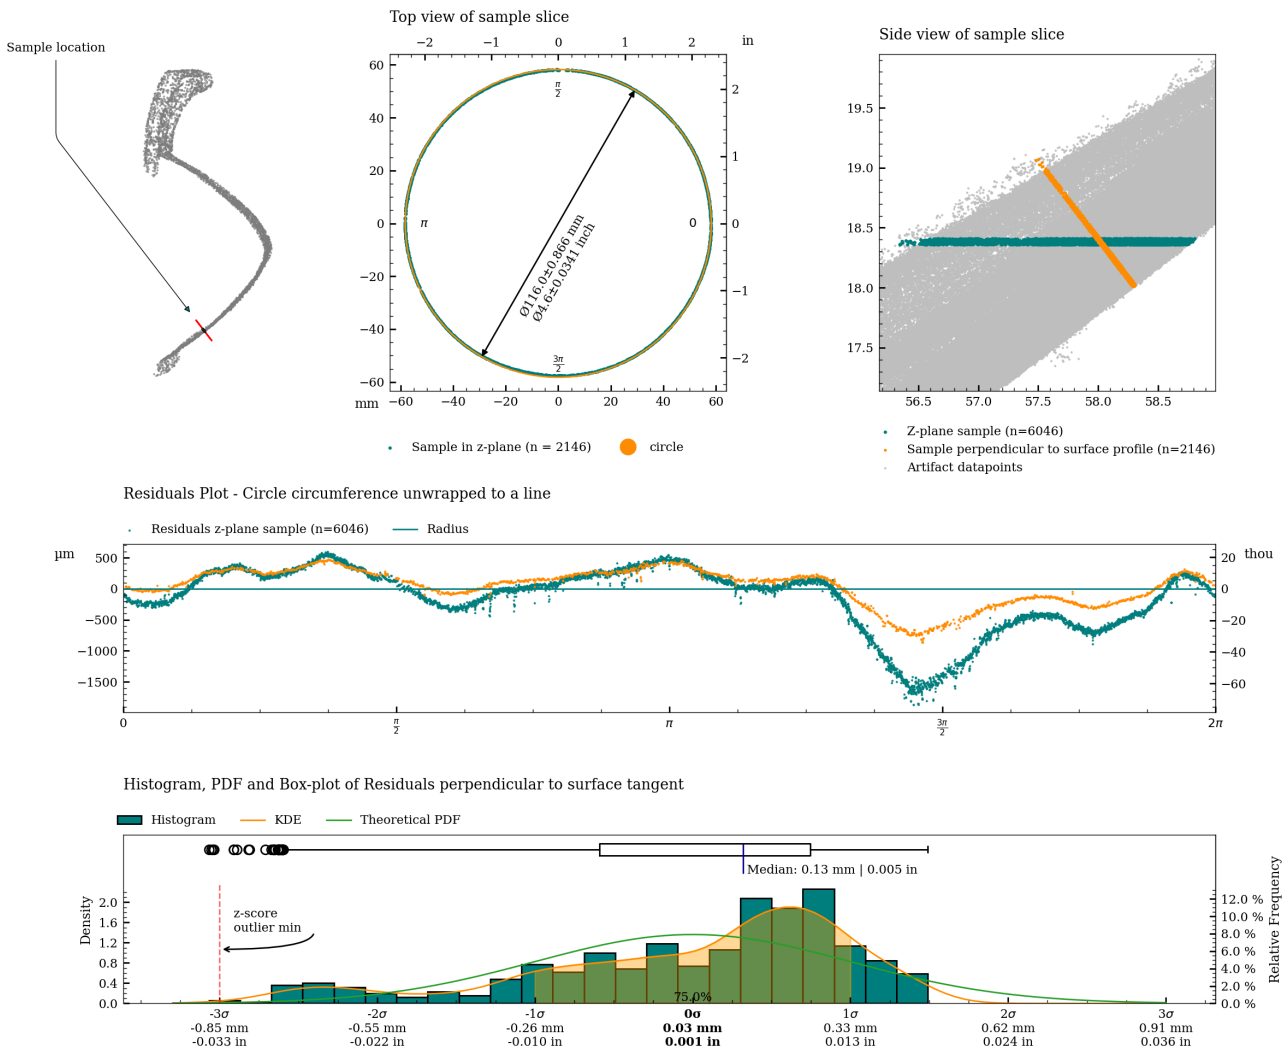 Sample location
Top view of sample slice
−2 −1 0 1 2 in
60
40
20
0
−20
−40
−60
2
1
0
−1
−2
π/2
π
0
3π/2
Ø116.0±0.866 mm
Ø4.6±0.0341 inch
mm −60 −40 −20 0 20 40 60
Sample in z-plane (n = 2146) circle
Side view of sample slice
19.5
19.0
18.5
18.0
17.5
56.5 57.0 57.5 58.0 58.5
Z-plane sample (n=6046)
Sample perpendicular to surface profile (n=2146)
Artifact datapoints
Residuals Plot - Circle circumference unwrapped to a line
Residuals z-plane sample (n=6046) Radius
µm
500
0
−500
−1000
−1500
thou
20
0
−20
−40
−60
0 π/2 π 3π/2 2π
Histogram, PDF and Box-plot of Residuals perpendicular to surface tangent
Histogram KDE Theoretical PDF
Median: 0.13 mm | 0.005 in
z-score
outlier min
Density
2.0
1.6
1.2
0.8
0.4
0.0
Relative Frequency
12.0 %
10.0 %
8.0 %
6.0 %
4.0 %
2.0 %
0.0 %
75.0%
-3σ -2σ -1σ 0σ 1σ 2σ 3σ
-0.85 mm -0.55 mm -0.26 mm 0.03 mm 0.33 mm 0.62 mm 0.91 mm
-0.033 in -0.022 in -0.010 in 0.001 in 0.013 in 0.024 in 0.036 in